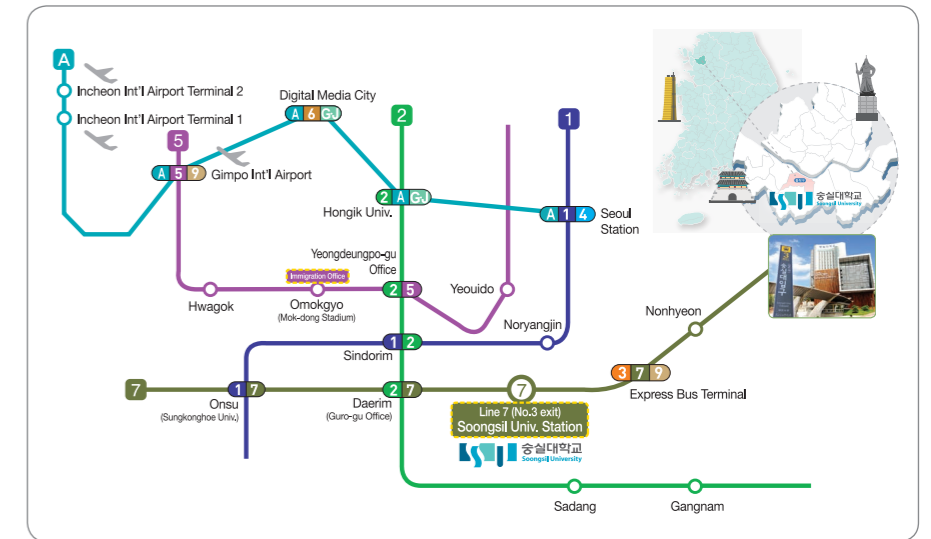 A
Incheon Int'l Airport Terminal 2
Incheon Int'l Airport Terminal 1
5
A 5 9
Gimpo Int'l Airport
Digital Media City
A 6 GJ
2
1
2 A GJ
Hongik Univ.
A 1 4
Seoul
Station
숭실대학교
Soongsil University
Yeongdeungpo-gu
Office
2 5
Immigration Office
Hwagok
Omokgyo
(Mok-dong Stadium)
Yeouido
Noryangjin
1 2
Sindorim
Nonhyeon
3 7 9
Express Bus Terminal
7
1 7
Onsu
(Sungkonghoe Univ.)
2 7
Daerim
(Guro-gu Office)
7
Line 7 (No.3 exit)
Soongsil Univ. Station
숭실대학교
Soongsil University
Sadang
Gangnam